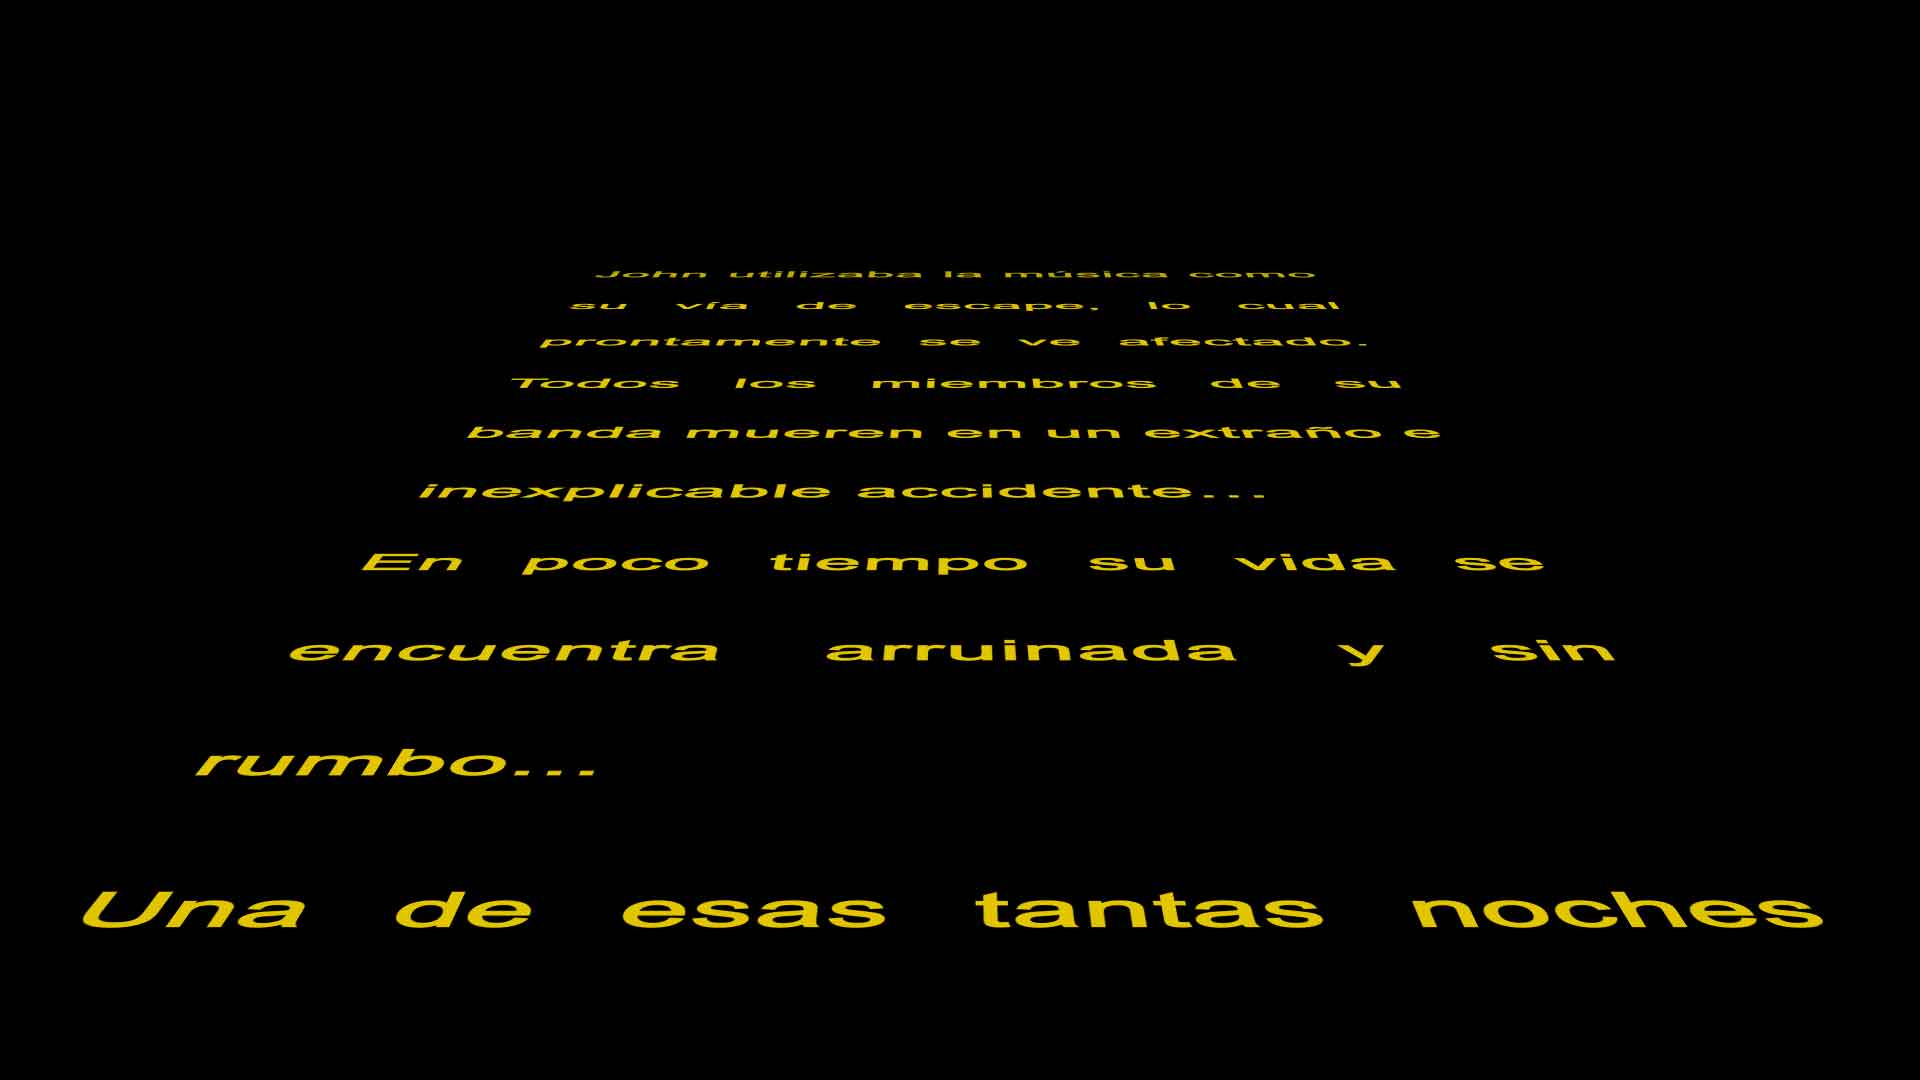 John utilizaba la música como
su vía de escape, lo cual
prontamente se ve afectado.
Todos los miembros de su
banda mueren en un extraño e
inexplicable accidente...
En poco tiempo su vida se
encuentra arruinada y sin
rumbo...
Una de esas tantas noches